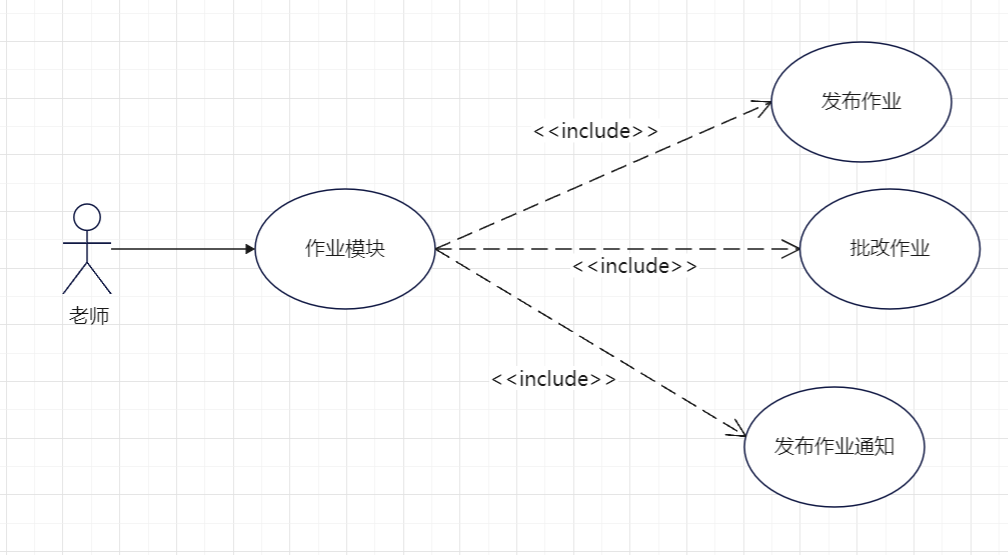 发布作业
<<include>>
作业模块
批改作业
<<include>>
老师
<<include>>
发布作业通知